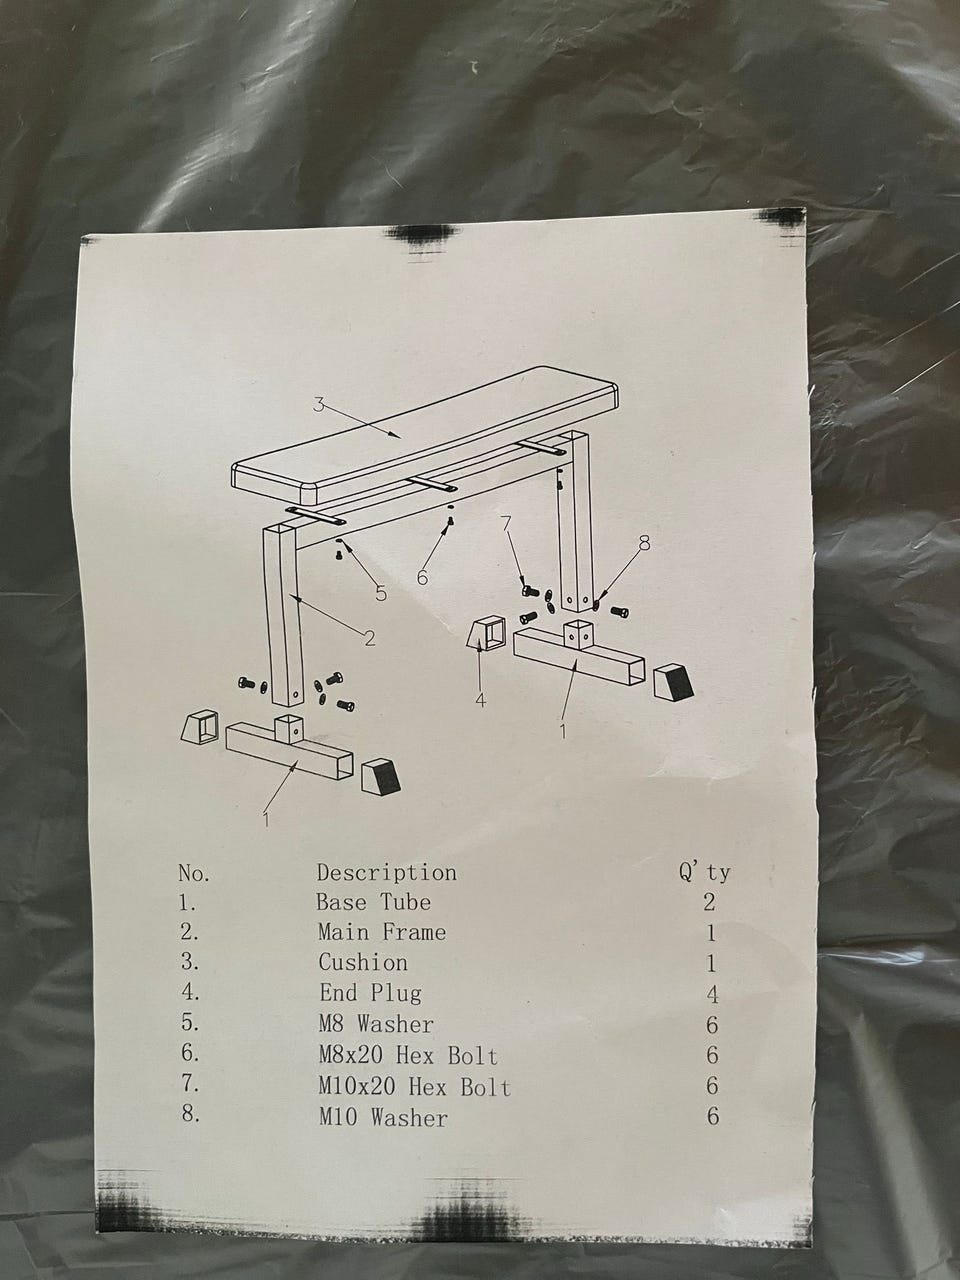 3
7
8
6
5
2
4
1
1
No. Description Q'ty
1. Base Tube 2
2. Main Frame 1
3. Cushion 1
4. End Plug 4
5. M8 Washer 6
6. M8x20 Hex Bolt 6
7. M10x20 Hex Bolt 6
8. M10 Washer 6